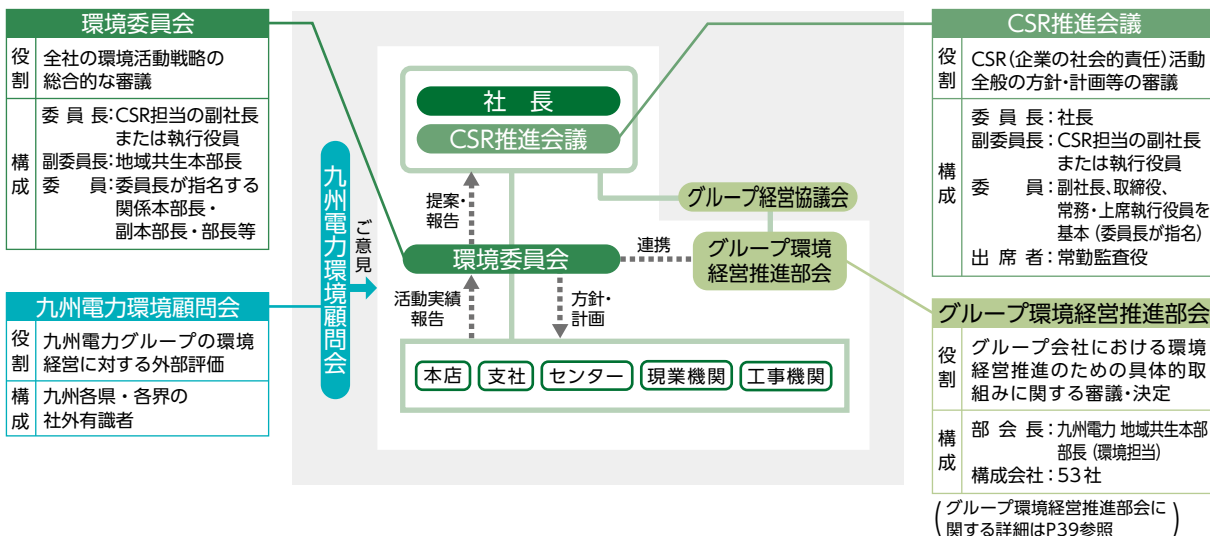 環境委員会
役割
全社の環境活動戦略の
総合的な審議
構成
委員長:CSR担当の副社長
または執行役員
副委員長:地域共生本部長
委員:委員長が指名する
関係本部長・
副本部長・部長等
九州電力環境顧問会
役割
九州電力グループの環境
経営に対する外部評価
構成
九州各県・各界の
社外有識者
九州電力環境顧問会
ご意見
社長
CSR推進会議
提案・
報告
環境委員会
連携
活動実績
報告
方針・
計画
本店
支社
センター
現業機関
工事機関
グループ経営協議会
グループ環境
経営推進部会
CSR推進会議
役割
CSR(企業の社会的責任)活動
全般の方針・計画等の審議
構成
委員長:社長
副委員長:CSR担当の副社長
または執行役員
委員:副社長、取締役、
常務・上席執行役員を
基本(委員長が指名)
出席者:常勤監査役
グループ環境経営推進部会
役割
グループ会社における環境
経営推進のための具体的取
組みに関する審議・決定
構成
部会長:九州電力 地域共生本部
部長(環境担当)
構成会社:53社
(グループ環境経営推進部会に
関する詳細はP39参照)